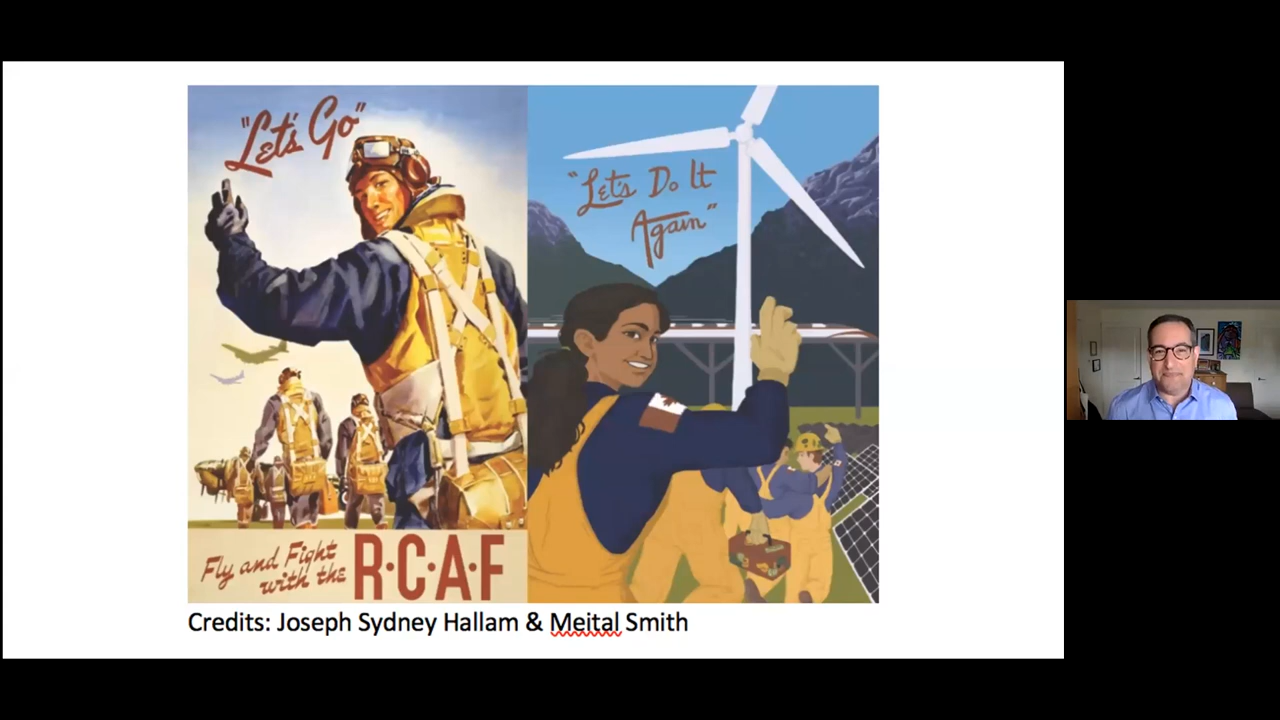 "Let's Go"
Fly and Fight
with the
R·C·A·F
"Let's Do It
Again"
Credits: Joseph Sydney Hallam & Meital Smith